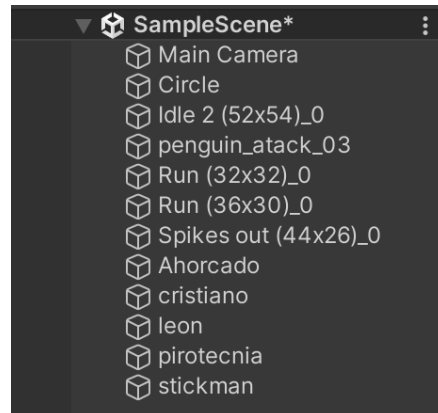 SampleScene*
Main Camera
Circle
Idle 2 (52x54)_0
penguin_atack_03
Run (32x32)_0
Run (36x30)_0
Spikes out (44x26)_0
Ahorcado
cristiano
leon
pirotecnia
stickman